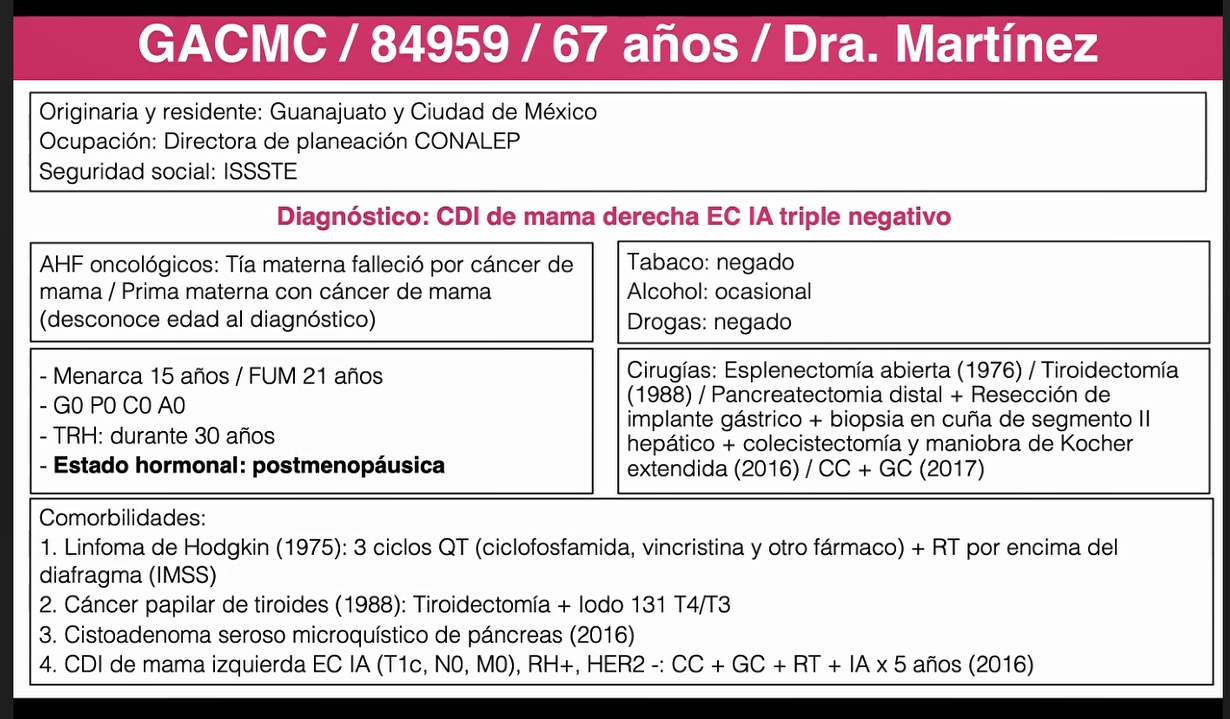 GACMC / 84959 / 67 años / Dra. Martínez
Originaria y residente: Guanajuato y Ciudad de México
Ocupación: Directora de planeación CONALEP
Seguridad social: ISSSTE
Diagnóstico: CDI de mama derecha EC IA triple negativo
AHF oncológicos: Tía materna falleció por cáncer de
mama / Prima materna con cáncer de mama
(desconoce edad al diagnóstico)
Tabaco: negado
Alcohol: ocasional
Drogas: negado
- Menarca 15 años / FUM 21 años
- G0 P0 C0 A0
- TRH: durante 30 años
- Estado hormonal: postmenopáusica
Cirugías: Esplenectomía abierta (1976) / Tiroidectomía
(1988) / Pancreatectomia distal + Resección de
implante gástrico + biopsia en cuña de segmento II
hepático + colecistectomía y maniobra de Kocher
extendida (2016) / CC + GC (2017)
Comorbilidades:
1. Linfoma de Hodgkin (1975): 3 ciclos QT (ciclofosfamida, vincristina y otro fármaco) + RT por encima del
diafragma (IMSS)
2. Cáncer papilar de tiroides (1988): Tiroidectomía + Iodo 131 T4/T3
3. Cistoadenoma seroso microquístico de páncreas (2016)
4. CDI de mama izquierda EC IA (T1c, N0, M0), RH+, HER2 -: CC + GC + RT + IA x 5 años (2016)